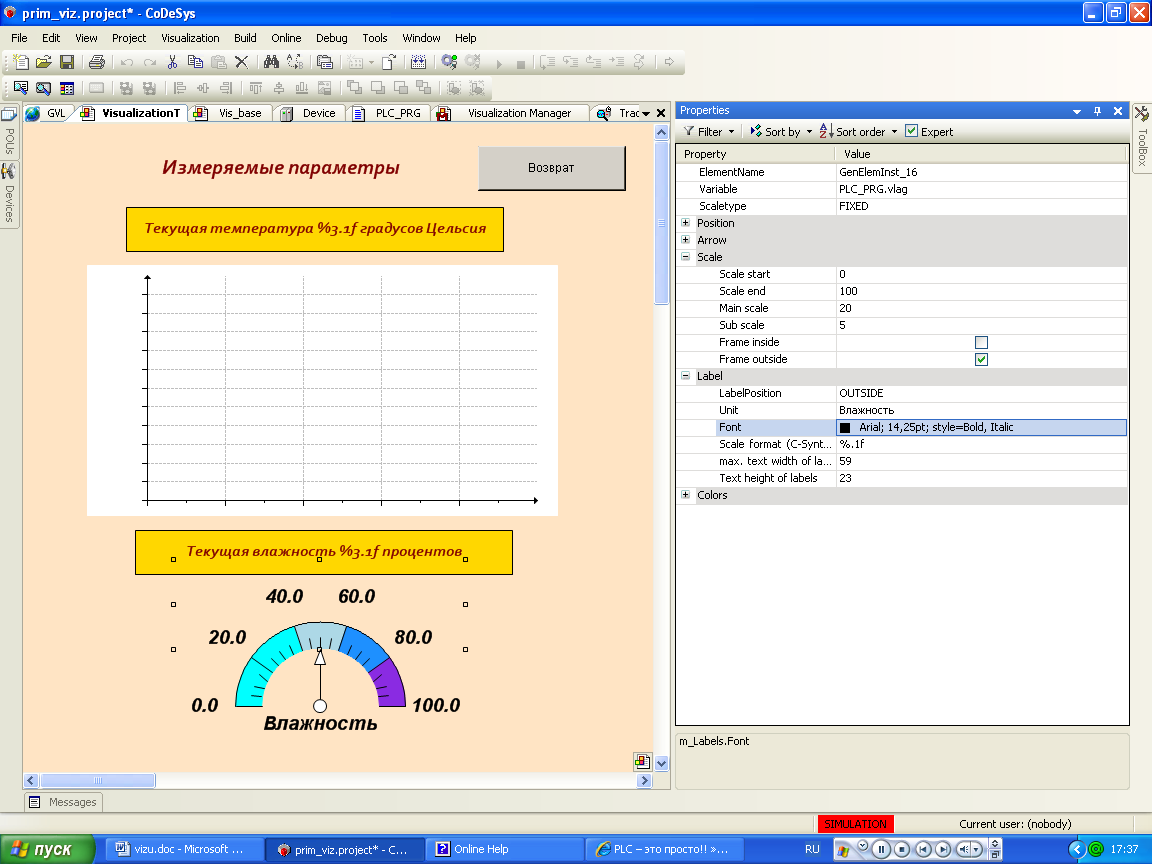 prim_viz.project* - CoDeSys
File Edit View Project Visualization Build Online Debug Tools Window Help
GVL VisualizationT Vis_base Device PLC_PRG Visualization Manager Trac
POUs
Devices
Измеряемые параметры
Возврат
Текущая температура %3.1f градусов Цельсия
Текущая влажность %3.1f процентов
40.0 60.0
20.0 80.0
0.0 100.0
Влажность
Properties
Filter Sort by Sort order Expert
Property Value
ElementName GenElemInst_16
Variable PLC_PRG.vlag
Scaletype FIXED
Position
Arrow
Scale
Scale start 0
Scale end 100
Main scale 20
Sub scale 5
Frame inside
Frame outside
Label
LabelPosition OUTSIDE
Unit Влажность
Font Arial; 14,25pt; style=Bold, Italic
Scale format (C-Synt... %.1f
max. text width of la... 59
Text height of labels 23
Colors
m_Labels.Font
ToolBox
Messages
SIMULATION Current user: (nobody)
пуск vizu.doc - Microsoft ... prim_viz.project* - C... Online Help PLC – это просто!! »... RU 17:37